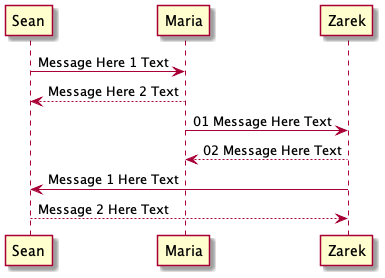 Sean Maria Zarek
Message Here 1 Text
Message Here 2 Text
01 Message Here Text
02 Message Here Text
Message 1 Here Text
Message 2 Here Text
Sean Maria Zarek